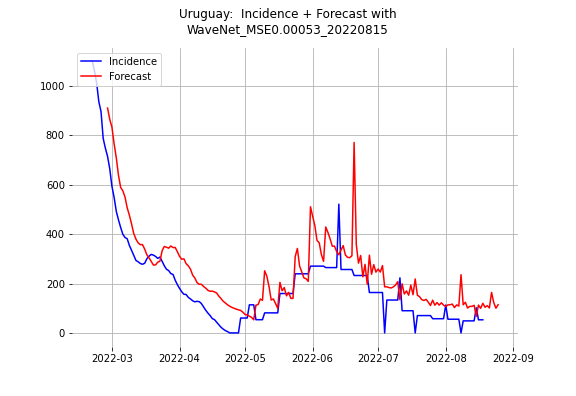 Uruguay:  Incidence + Forecast with
WaveNet_MSE0.00053_20220815
Incidence
Forecast
1000
800
600
400
200
0
2022-03 2022-04 2022-05 2022-06 2022-07 2022-08 2022-09